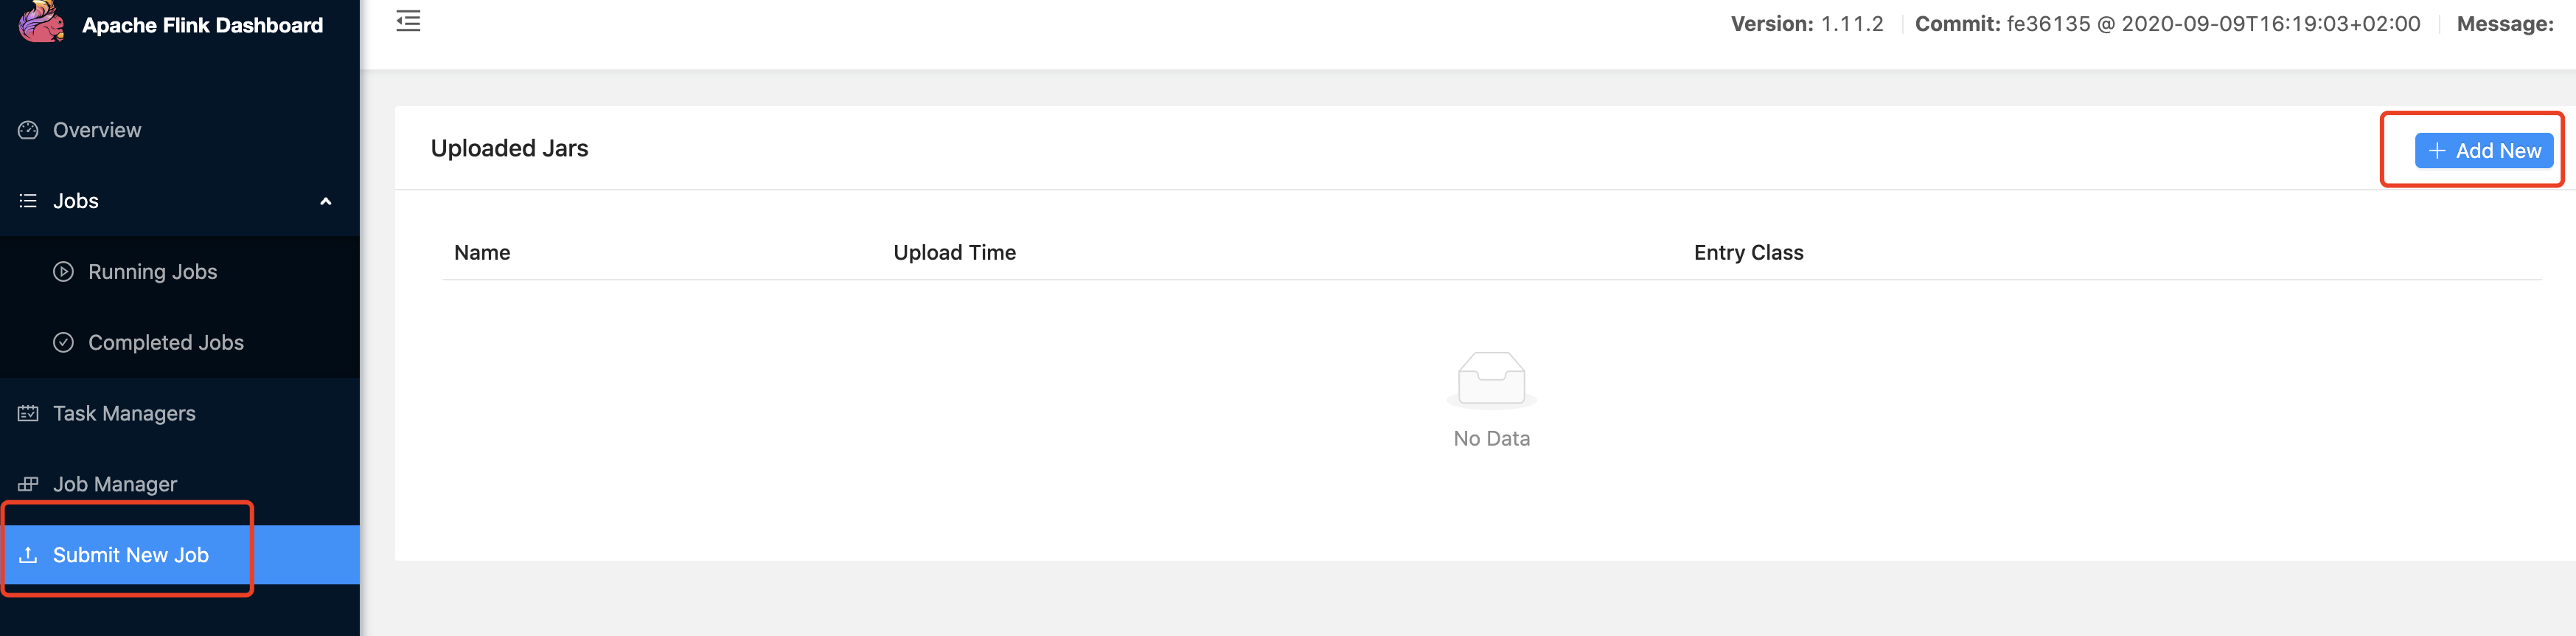 Apache Flink Dashboard
Version: 1.11.2 Commit: fe36135 @ 2020-09-09T16:19:03+02:00 Message:
Overview
Jobs
Running Jobs
Completed Jobs
Task Managers
Job Manager
Submit New Job
Uploaded Jars
+ Add New
Name Upload Time Entry Class
No Data